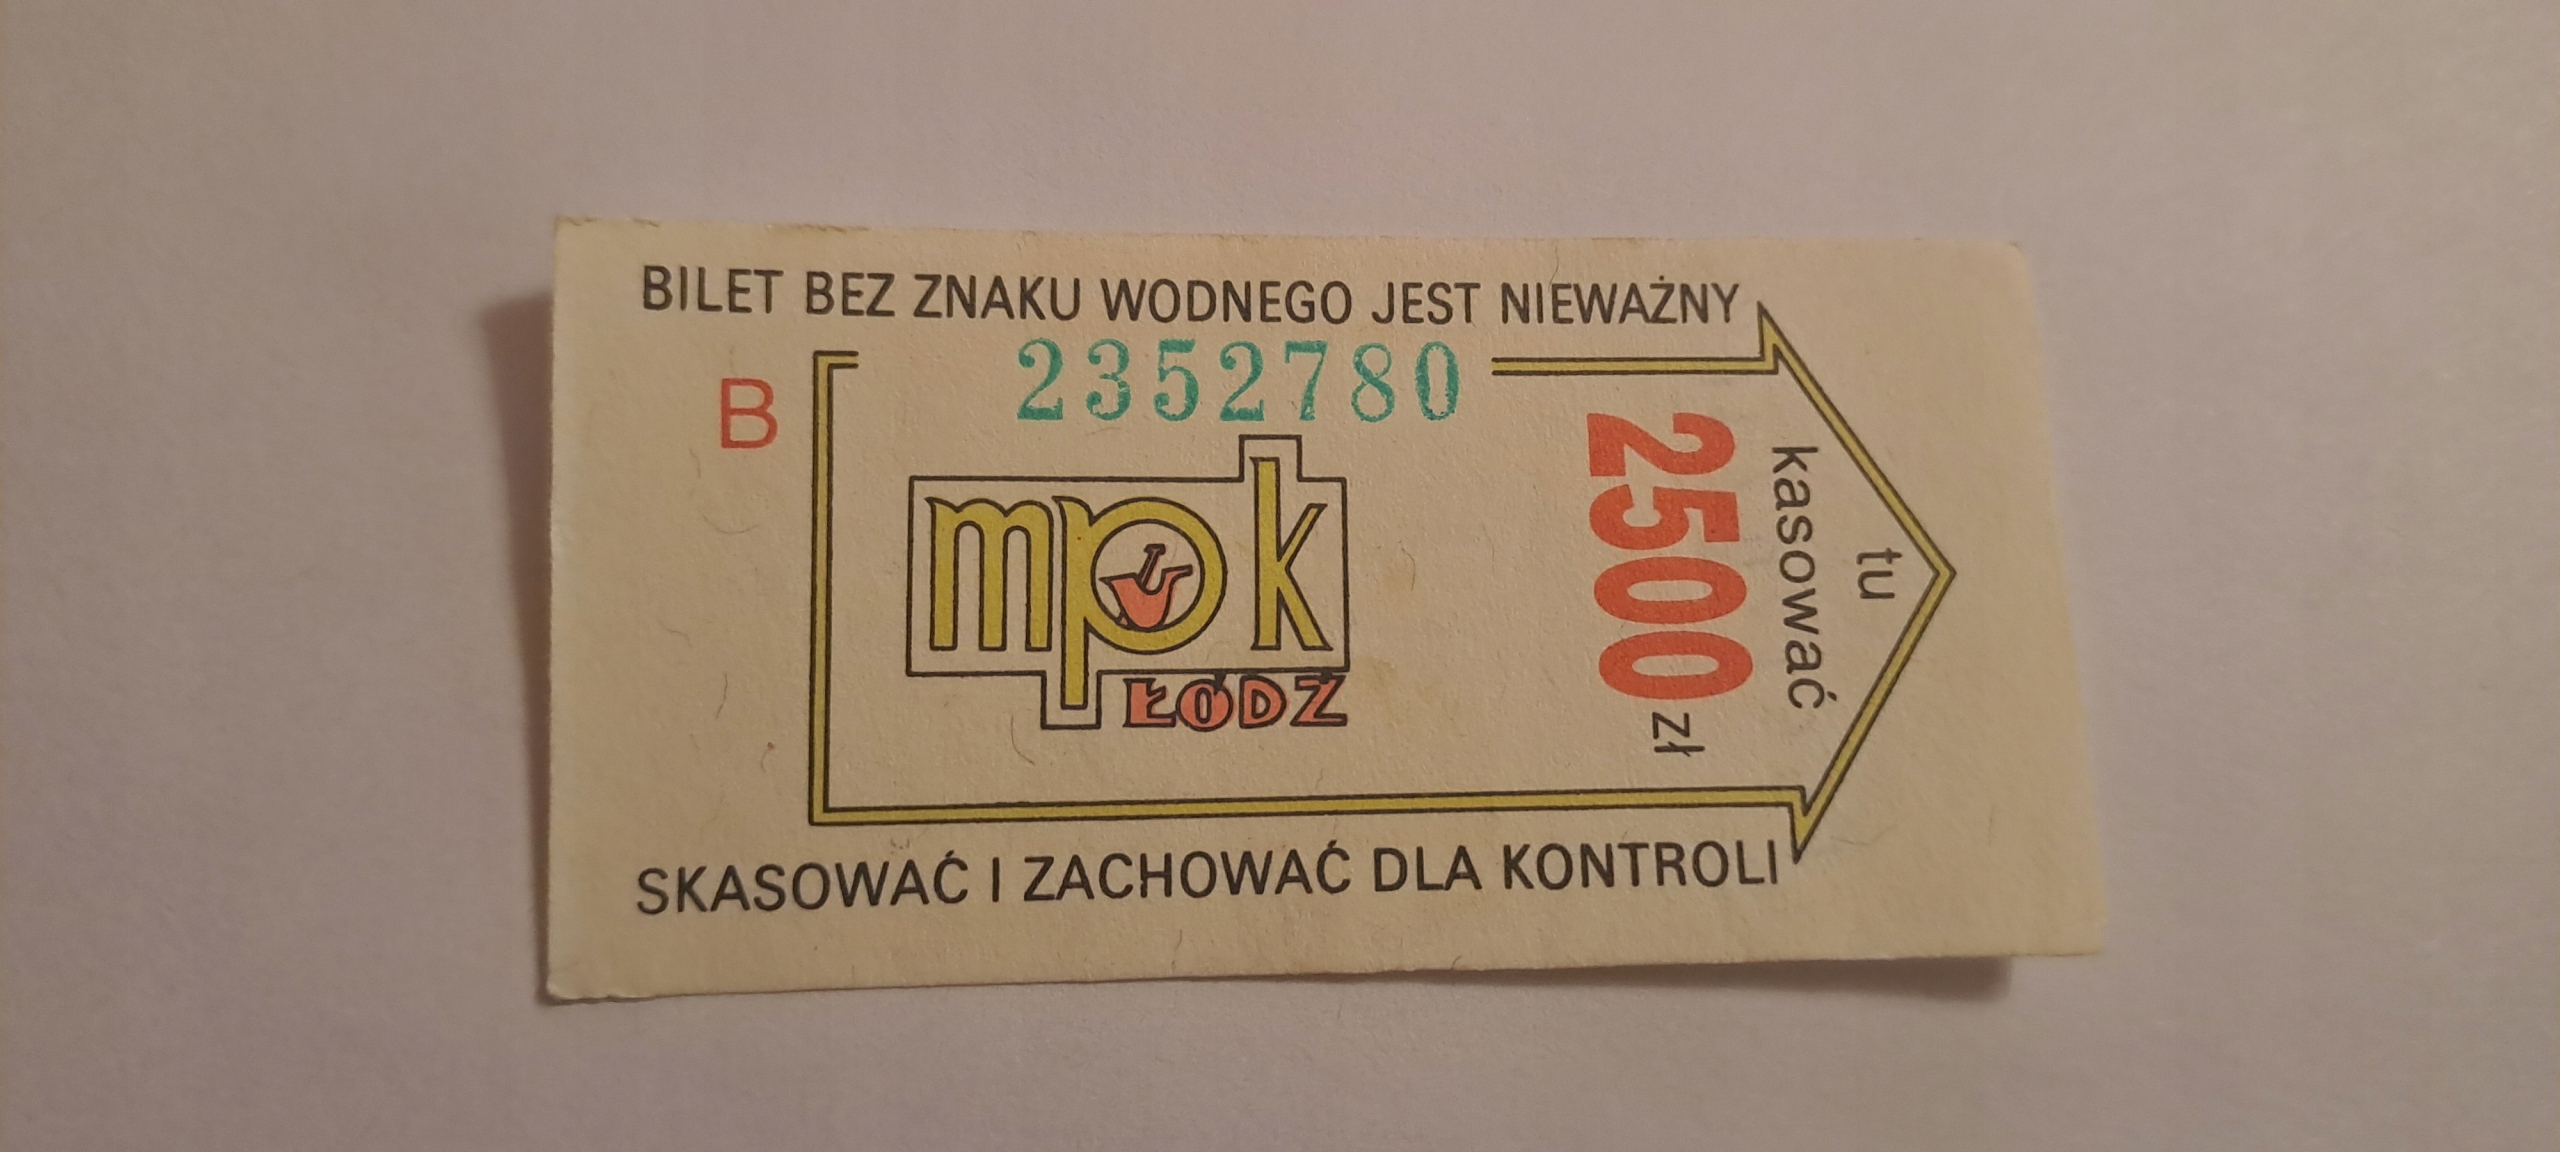 BILET BEZ ZNAKU WODNEGO JEST NIEWAŻNY
B
2352780
mpk
ŁÓDŹ
2500 zł
tu
kasować
SKASOWAĆ I ZACHOWAĆ DLA KONTROLI